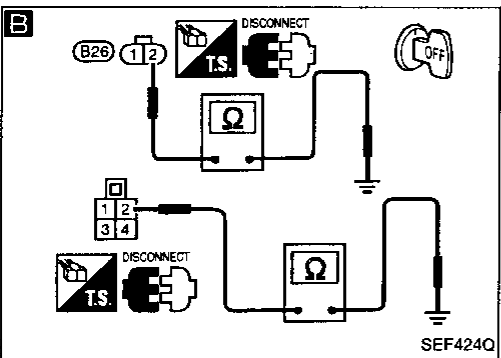 B
DISCONNECT
B26
1 2
T.S.
OFF
Ω
1 2
3 4
DISCONNECT
T.S.
Ω
SEF424Q